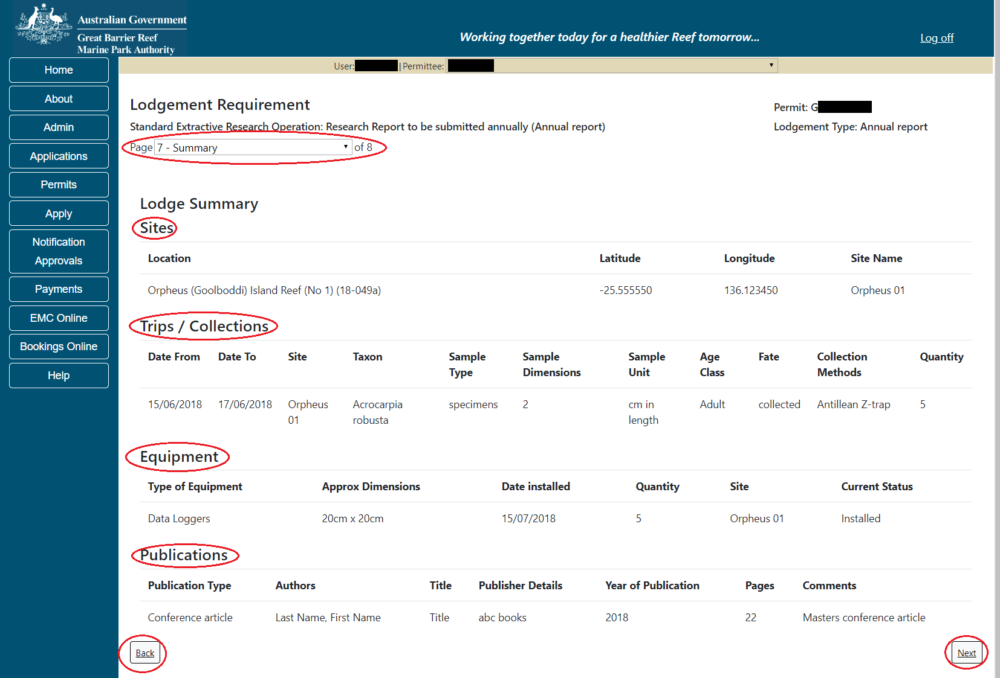 Australian Government
Great Barrier Reef
Marine Park Authority
Working together today for a healthier Reef tomorrow...
Log off
Home
About
Admin
Applications
Permits
Apply
Notification
Approvals
Payments
EMC Online
Bookings Online
Help
User: | Permittee:
Lodgement Requirement
Permit: G
Standard Extractive Research Operation: Research Report to be submitted annually (Annual report)
Lodgement Type: Annual report
Page 7 - Summary of 8
Lodge Summary
Sites
Location Latitude Longitude Site Name
Orpheus (Goolboddi) Island Reef (No 1) (18-049a) -25.555550 136.123450 Orpheus 01
Trips / Collections
Date From Date To Site Taxon Sample Sample Sample Age Fate Collection Quantity
Type Dimensions Unit Class Methods
15/06/2018 17/06/2018 Orpheus Acrocarpia specimens 2 cm in Adult collected Antillean Z-trap 5
01 robusta length
Equipment
Type of Equipment Approx Dimensions Date installed Quantity Site Current Status
Data Loggers 20cm x 20cm 15/07/2018 5 Orpheus 01 Installed
Publications
Publication Type Authors Title Publisher Details Year of Publication Pages Comments
Conference article Last Name, First Name Title abc books 2018 22 Masters conference article
Back
Next